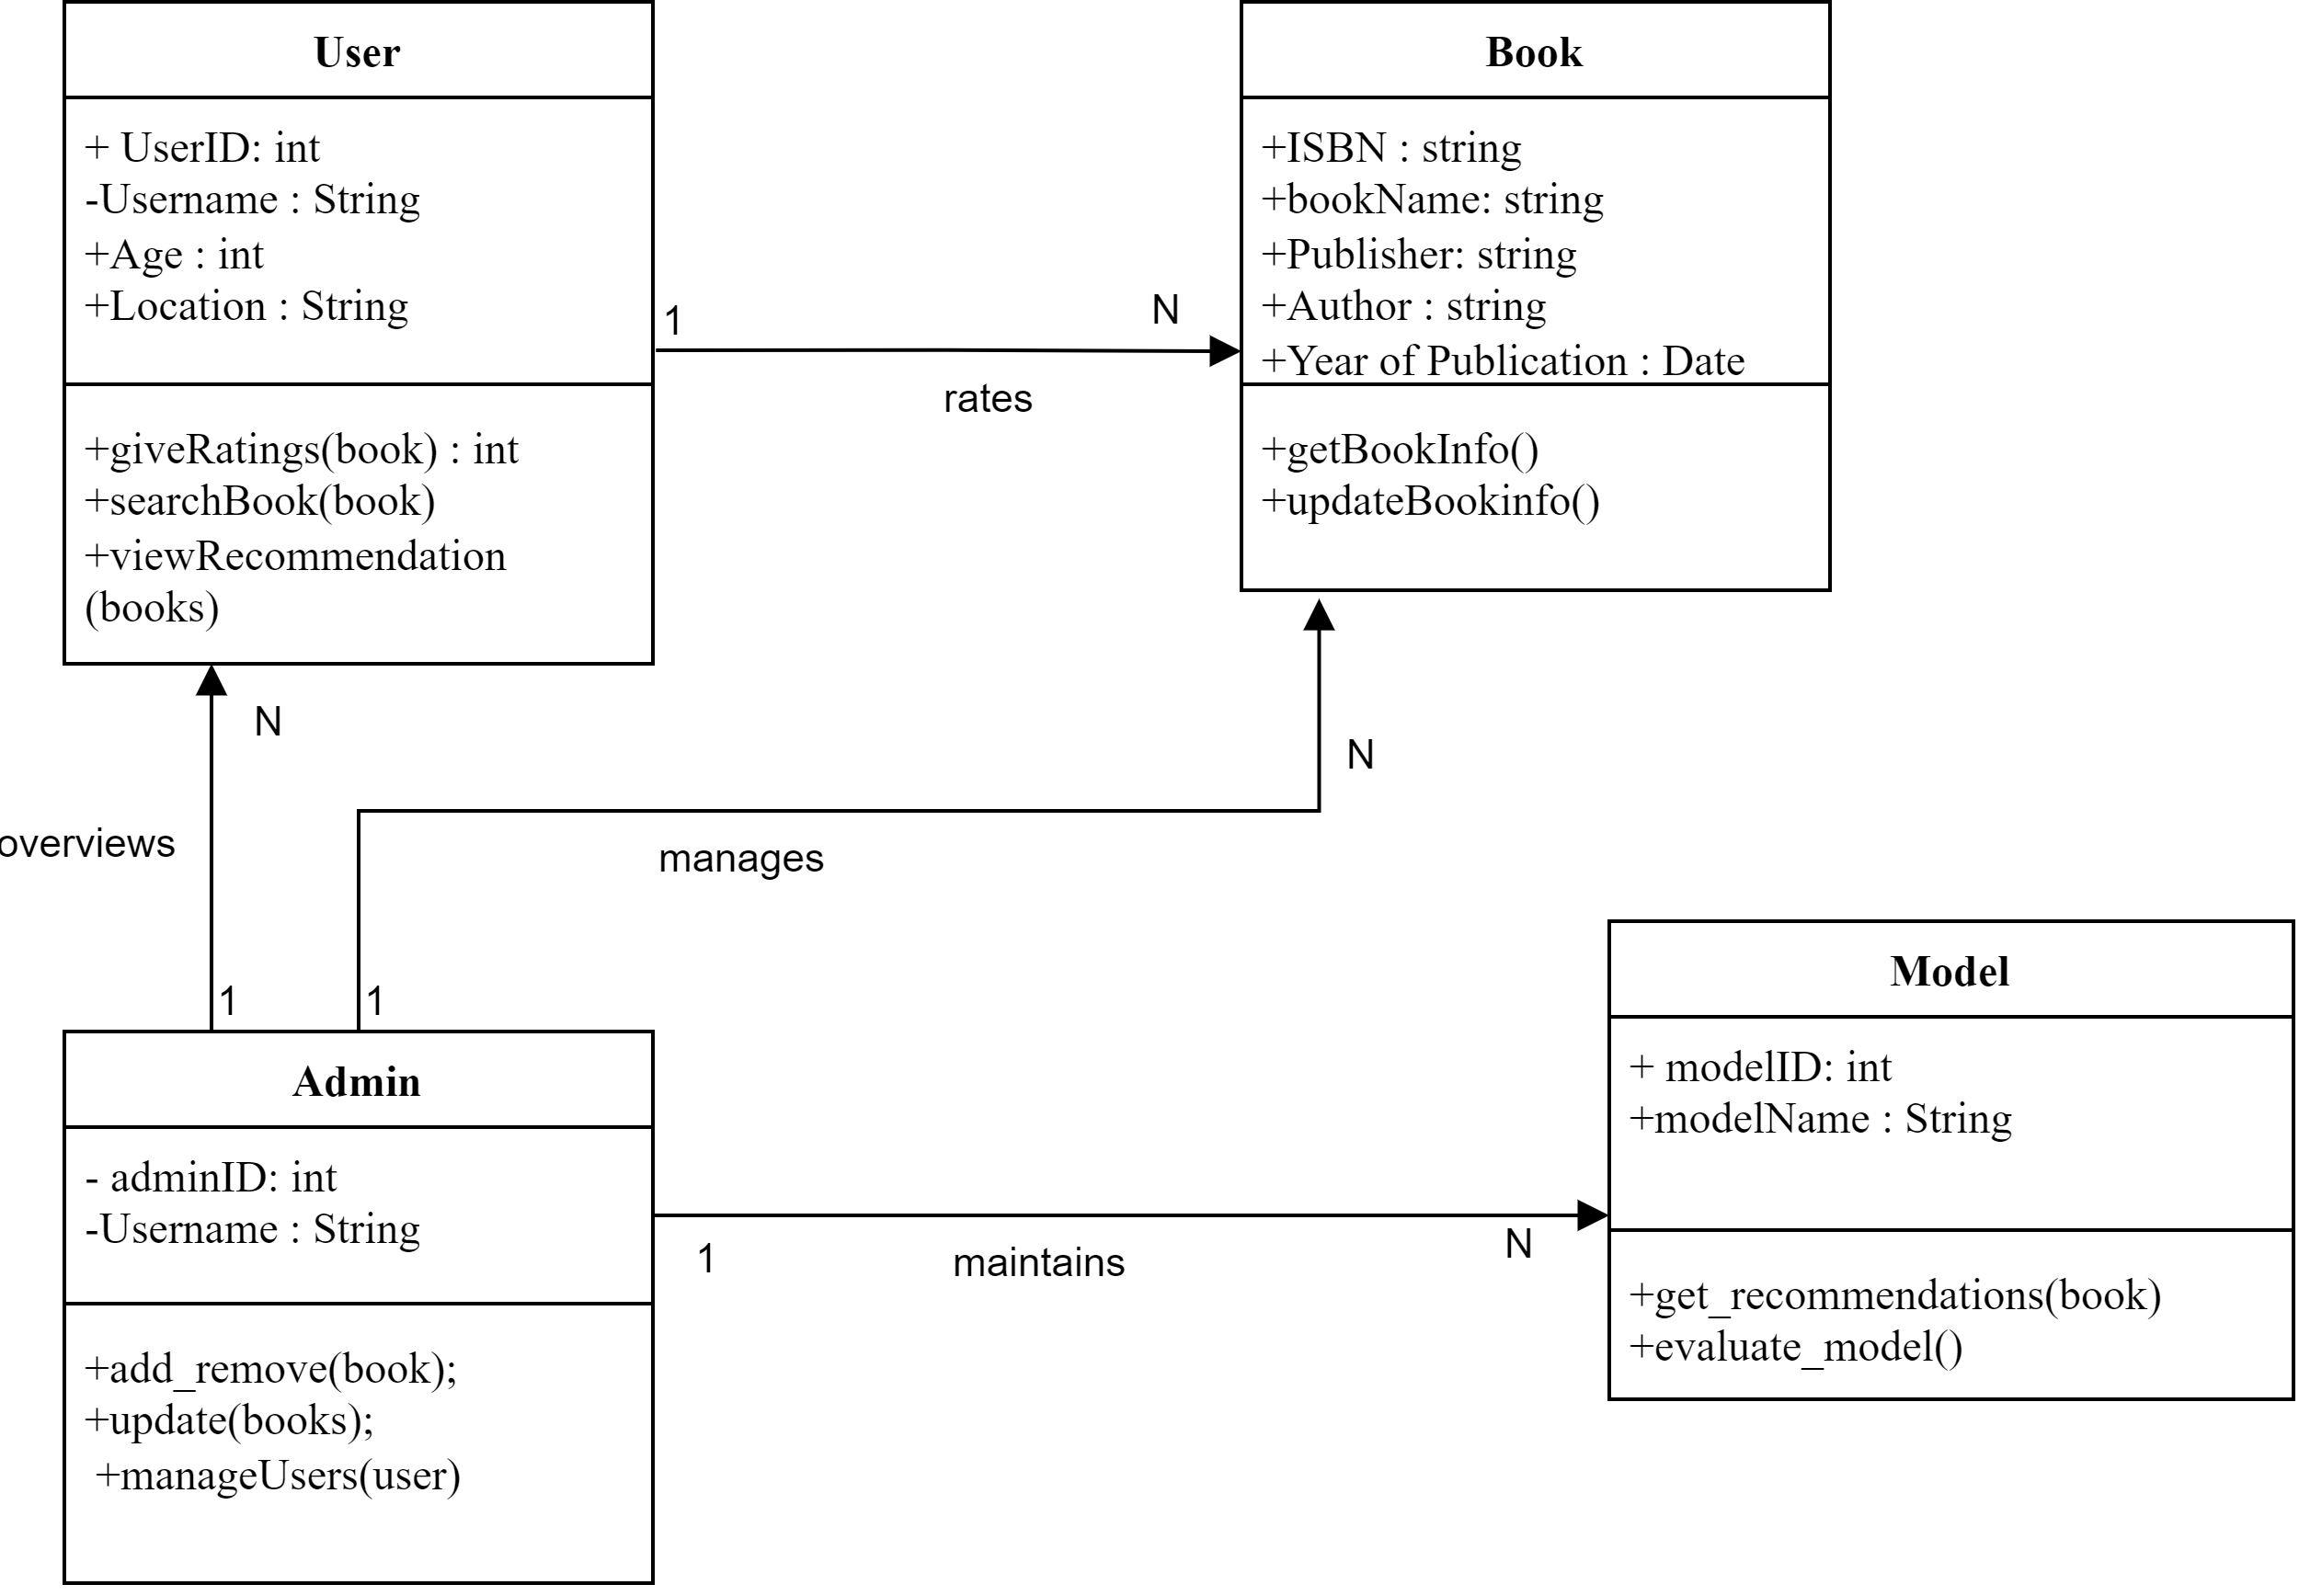 User
+ UserID: int
-Username : String
+Age : int
+Location : String
+giveRatings(book) : int
+searchBook(book)
+viewRecommendation
(books)
1
N
rates
Book
+ISBN : string
+bookName: string
+Publisher: string
+Author : string
+Year of Publication : Date
+getBookInfo()
+updateBookinfo()
N
overviews
1
N
manages
1
Admin
- adminID: int
-Username : String
+add_remove(book);
+update(books);
+manageUsers(user)
1
maintains
N
Model
+ modelID: int
+modelName : String
+get_recommendations(book)
+evaluate_model()